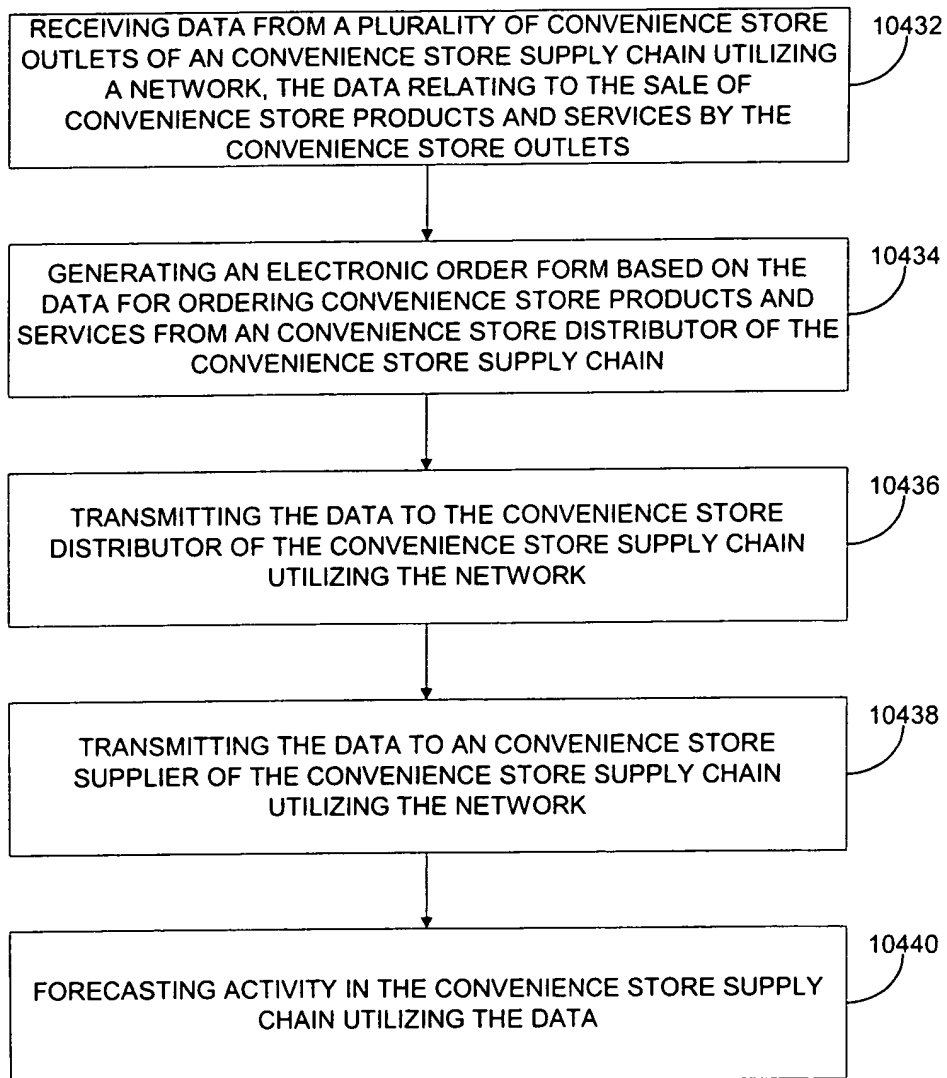 RECEIVING DATA FROM A PLURALITY OF CONVENIENCE STORE
OUTLETS OF AN CONVENIENCE STORE SUPPLY CHAIN UTILIZING
A NETWORK, THE DATA RELATING TO THE SALE OF
CONVENIENCE STORE PRODUCTS AND SERVICES BY THE
CONVENIENCE STORE OUTLETS
10432
GENERATING AN ELECTRONIC ORDER FORM BASED ON THE
DATA FOR ORDERING CONVENIENCE STORE PRODUCTS AND
SERVICES FROM AN CONVENIENCE STORE DISTRIBUTOR OF THE
CONVENIENCE STORE SUPPLY CHAIN
10434
TRANSMITTING THE DATA TO THE CONVENIENCE STORE
DISTRIBUTOR OF THE CONVENIENCE STORE SUPPLY CHAIN
UTILIZING THE NETWORK
10436
TRANSMITTING THE DATA TO AN CONVENIENCE STORE
SUPPLIER OF THE CONVENIENCE STORE SUPPLY CHAIN
UTILIZING THE NETWORK
10438
FORECASTING ACTIVITY IN THE CONVENIENCE STORE SUPPLY
CHAIN UTILIZING THE DATA
10440